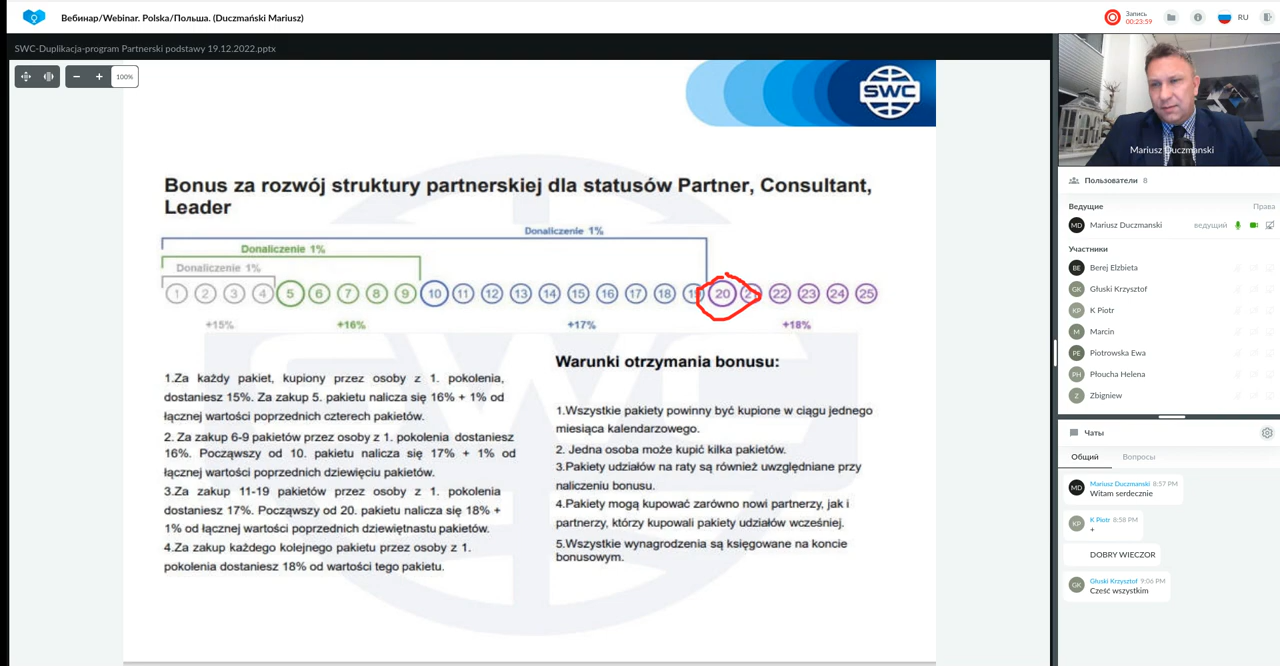 Вебинар/Webinar. Polska/Польша. (Duczmański Mariusz)
Запись
00:23:59
RU
SWC-Duplikacja-program Partnerski podstawy 19.12.2022.pptx
100%
SWC
Bonus za rozwój struktury partnerskiej dla statusów Partner, Consultant,
Leader
Donaliczenie 1%
Donaliczenie 1%
Donaliczenie 1%
1 2 3 4 5 6 7 8 9 10 11 12 13 14 15 16 17 18 19 20 21 22 23 24 25
+15% +16% +17% +18%
1.Za każdy pakiet, kupiony przez osoby z 1. pokolenia,
dostaniesz 15%. Za zakup 5. pakietu nalicza się 16% + 1% od
łącznej wartości poprzednich czterech pakietów.
2. Za zakup 6-9 pakietów przez osoby z 1. pokolenia dostaniesz
16%. Począwszy od 10. pakietu nalicza się 17% + 1% od
łącznej wartości poprzednich dziewięciu pakietów.
3.Za zakup 11-19 pakietów przez osoby z 1. pokolenia
dostaniesz 17%. Począwszy od 20. pakietu nalicza się 18% +
1% od łącznej wartości poprzednich dziewiętnastu pakietów.
4.Za zakup każdego kolejnego pakietu przez osoby z 1.
pokolenia dostaniesz 18% od wartości tego pakietu.
Warunki otrzymania bonusu:
1.Wszystkie pakiety powinny być kupione w ciągu jednego
miesiąca kalendarzowego.
2. Jedna osoba może kupić kilka pakietów.
3.Pakiety udziałów na raty są również uwzględniane przy
naliczeniu bonusu.
4.Pakiety mogą kupować zarówno nowi partnerzy, jak i
partnerzy, którzy kupowali pakiety udziałów wcześniej.
5.Wszystkie wynagrodzenia są księgowane na koncie
bonusowym.
Mariusz Duczmanski
Пользователи 8
Ведущие Права
MD Mariusz Duczmanski ведущий
Участники
BE Berej Elzbieta
GK Głuski Krzysztof
KP K Piotr
M Marcin
PE Piotrowska Ewa
PH Płoucha Helena
Z Zbigniew
Чаты
Общий Вопросы
MD Mariusz Duczmanski 8:57 PM
Witam serdecznie
KP K Piotr 8:58 PM
+
DOBRY WIECZOR
GK Głuski Krzysztof 9:06 PM
Cześć wszystkim